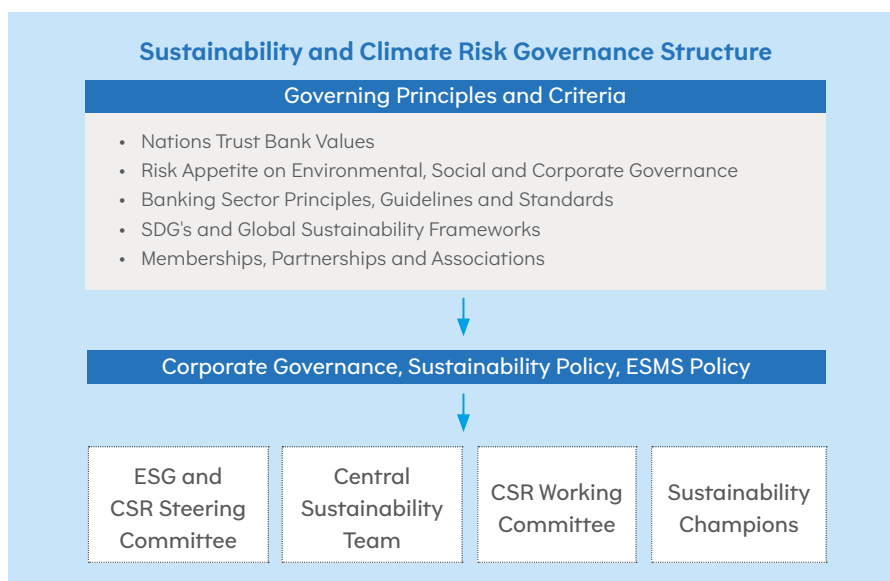 Sustainability and Climate Risk Governance Structure
Governing Principles and Criteria
• Nations Trust Bank Values
• Risk Appetite on Environmental, Social and Corporate Governance
• Banking Sector Principles, Guidelines and Standards
• SDG's and Global Sustainability Frameworks
• Memberships, Partnerships and Associations
Corporate Governance, Sustainability Policy, ESMS Policy
ESG and
CSR Steering
Committee
Central
Sustainability
Team
CSR Working
Committee
Sustainability
Champions